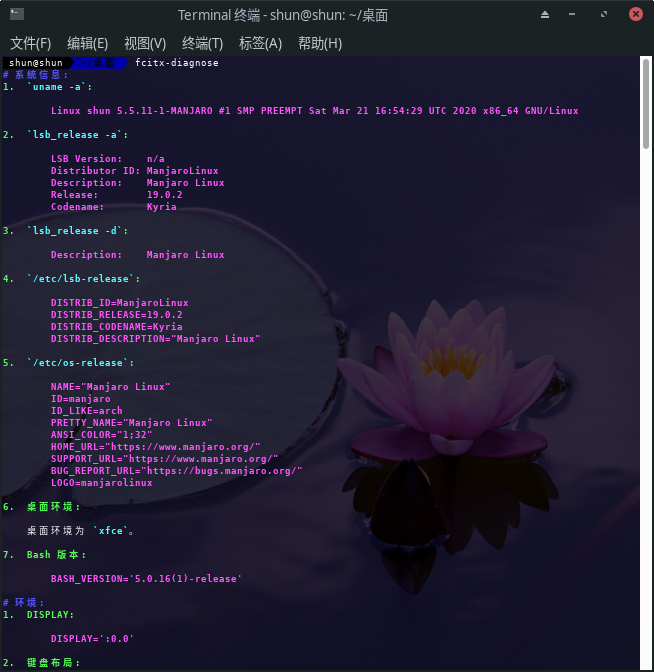 Terminal 终端 - shun@shun: ~/桌面
文件(F) 编辑(E) 视图(V) 终端(T) 标签(A) 帮助(H)
shun@shun ~/桌面 fcitx-diagnose
# 系统信息:
1. `uname -a`:
Linux shun 5.5.11-1-MANJARO #1 SMP PREEMPT Sat Mar 21 16:54:29 UTC 2020 x86_64 GNU/Linux
2. `lsb_release -a`:
LSB Version: n/a
Distributor ID: ManjaroLinux
Description: Manjaro Linux
Release: 19.0.2
Codename: Kyria
3. `lsb_release -d`:
Description: Manjaro Linux
4. `/etc/lsb-release`:
DISTRIB_ID=ManjaroLinux
DISTRIB_RELEASE=19.0.2
DISTRIB_CODENAME=Kyria
DISTRIB_DESCRIPTION="Manjaro Linux"
5. `/etc/os-release`:
NAME="Manjaro Linux"
ID=manjaro
ID_LIKE=arch
PRETTY_NAME="Manjaro Linux"
ANSI_COLOR="1;32"
HOME_URL="https://www.manjaro.org/"
SUPPORT_URL="https://www.manjaro.org/"
BUG_REPORT_URL="https://bugs.manjaro.org/"
LOGO=manjarolinux
6. 桌面环境:
桌面环境为 `xfce`。
7. Bash 版本:
BASH_VERSION='5.0.16(1)-release'
# 环境:
1. DISPLAY:
DISPLAY=':0.0'
2. 键盘布局: